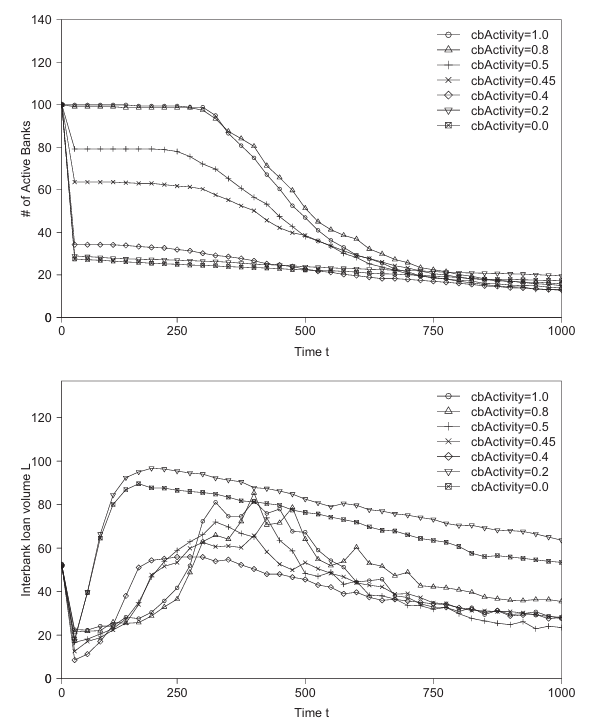 140
120
100
80
60
40
20
0
# of Active Banks
cbActivity=1.0
cbActivity=0.8
cbActivity=0.5
cbActivity=0.45
cbActivity=0.4
cbActivity=0.2
cbActivity=0.0
0 250 500 750 1000
Time t
120
100
80
60
40
20
0
Interbank loan volume L
cbActivity=1.0
cbActivity=0.8
cbActivity=0.5
cbActivity=0.45
cbActivity=0.4
cbActivity=0.2
cbActivity=0.0
0 250 500 750 1000
Time t